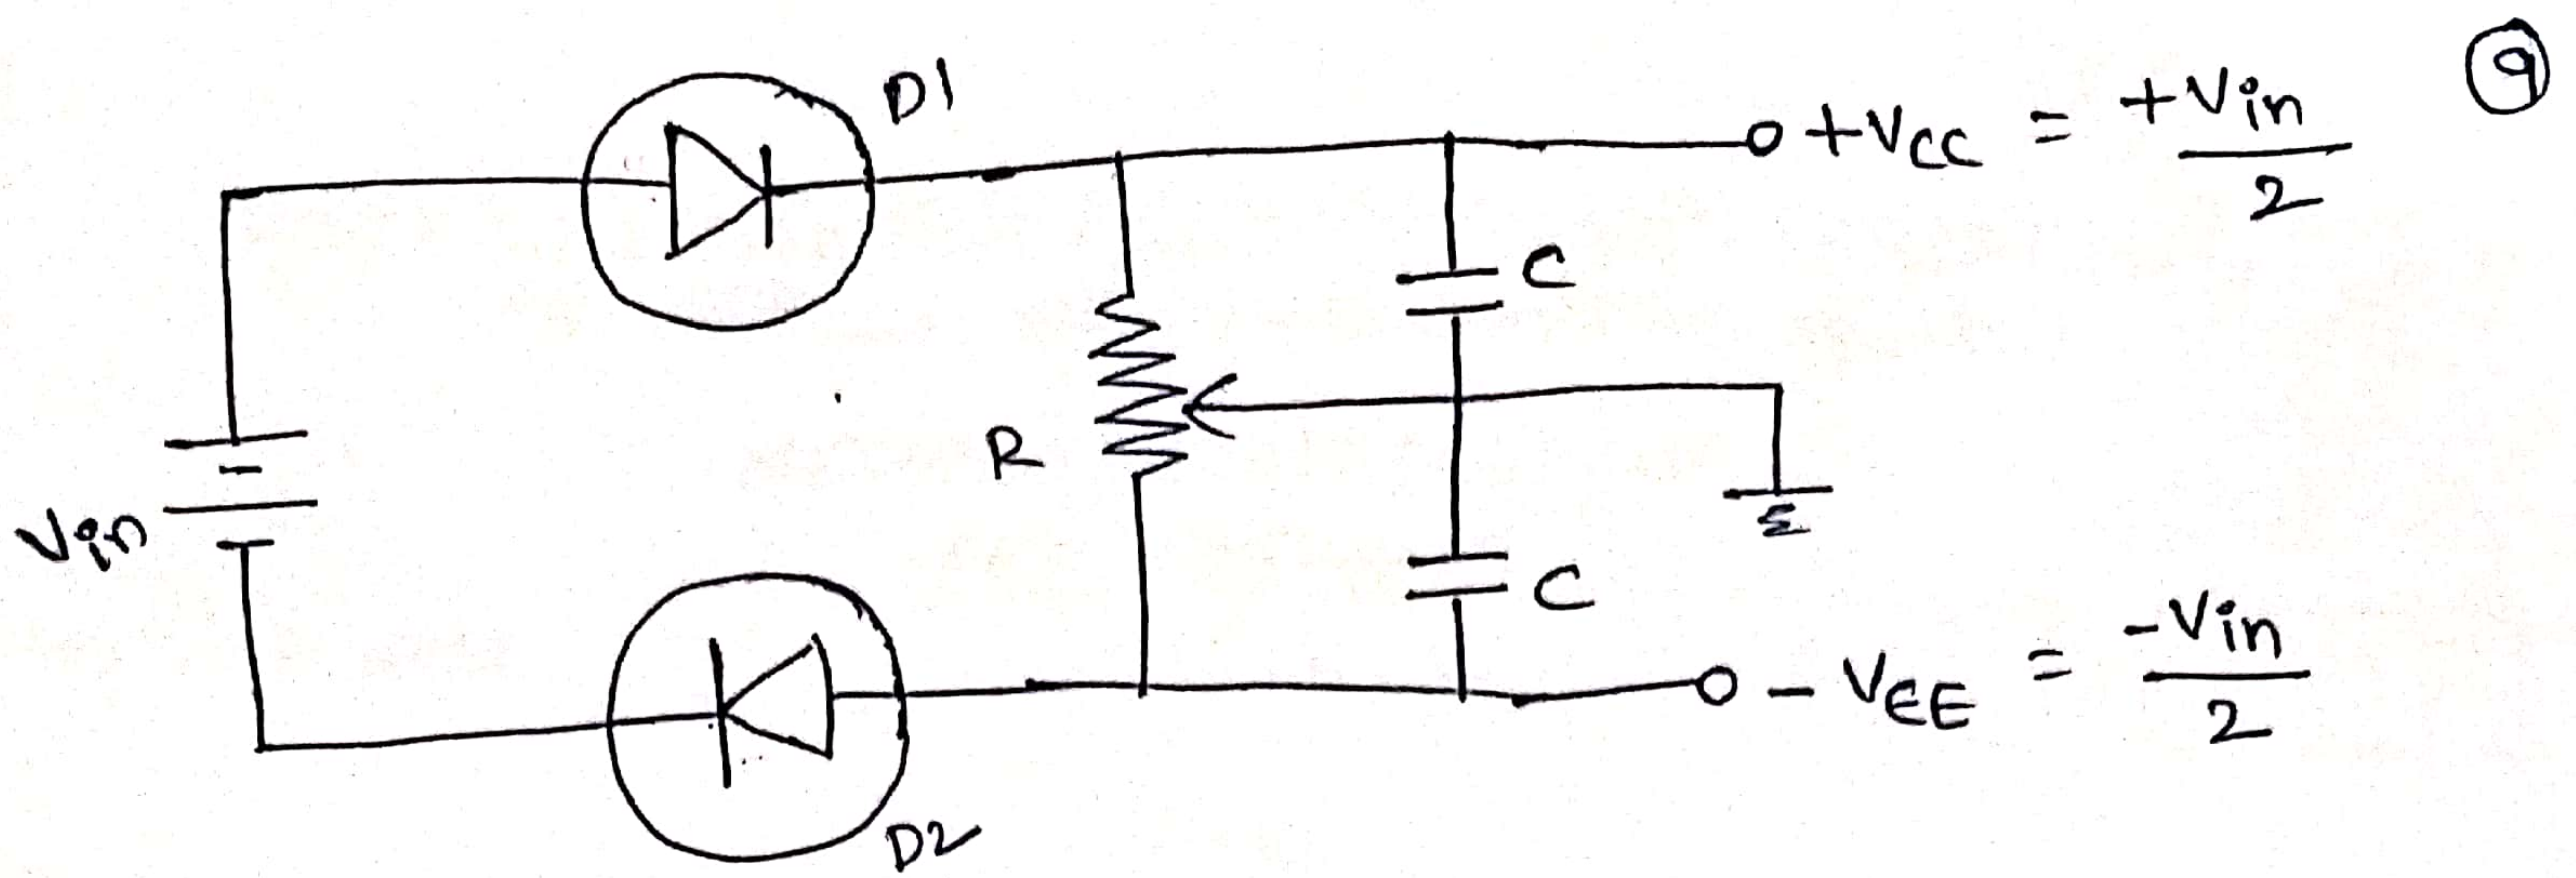 D1
+VCC = +Vin/2
9
C
R
Vin
C
-VEE = -Vin/2
D2